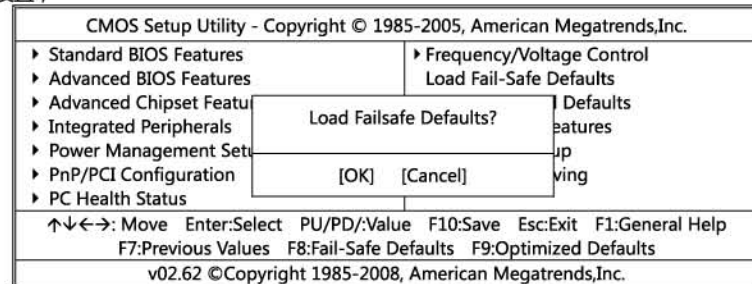 CMOS Setup Utility - Copyright © 1985-2005, American Megatrends,Inc.
▸ Standard BIOS Features
▸ Advanced BIOS Features
▸ Advanced Chipset Featu
▸ Integrated Peripherals
▸ Power Management Setu
▸ PnP/PCI Configuration
▸ PC Health Status
▸ Frequency/Voltage Control
Load Fail-Safe Defaults
l Defaults
eatures
up
ving
Load Failsafe Defaults?
[OK] [Cancel]
↑↓←→: Move Enter:Select PU/PD/:Value F10:Save Esc:Exit F1:General Help
F7:Previous Values F8:Fail-Safe Defaults F9:Optimized Defaults
v02.62 ©Copyright 1985-2008, American Megatrends,Inc.